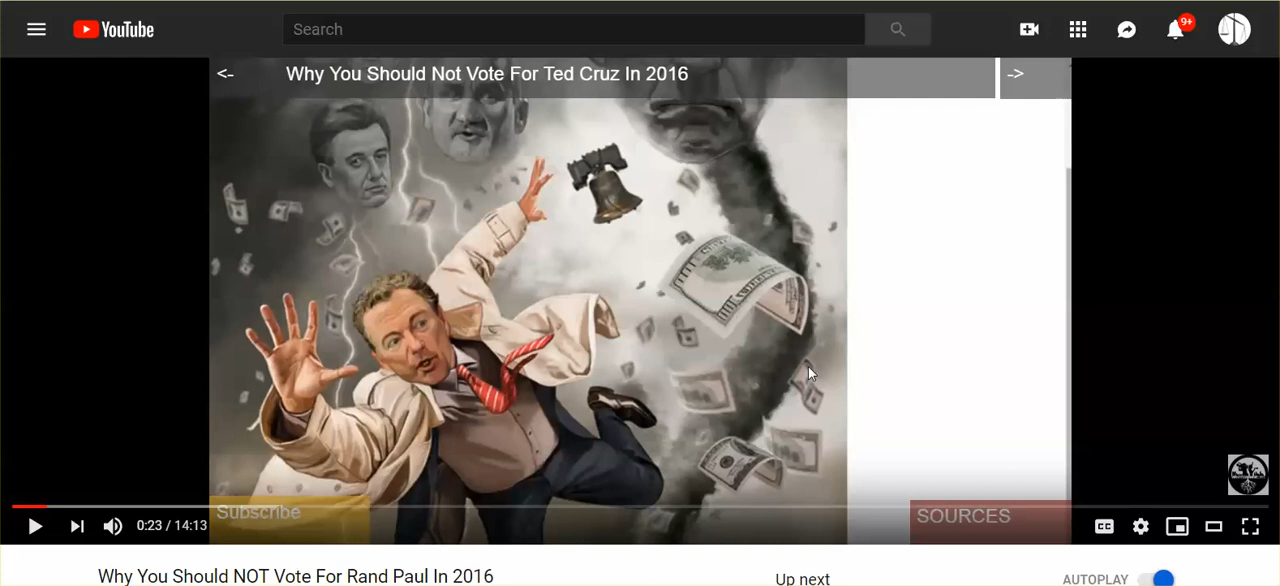 YouTube
Search
9+
<- Why You Should Not Vote For Ted Cruz In 2016 ->
Subscribe
SOURCES
0:23 / 14:13
CC
Why You Should NOT Vote For Rand Paul In 2016
Up next
AUTOPLAY